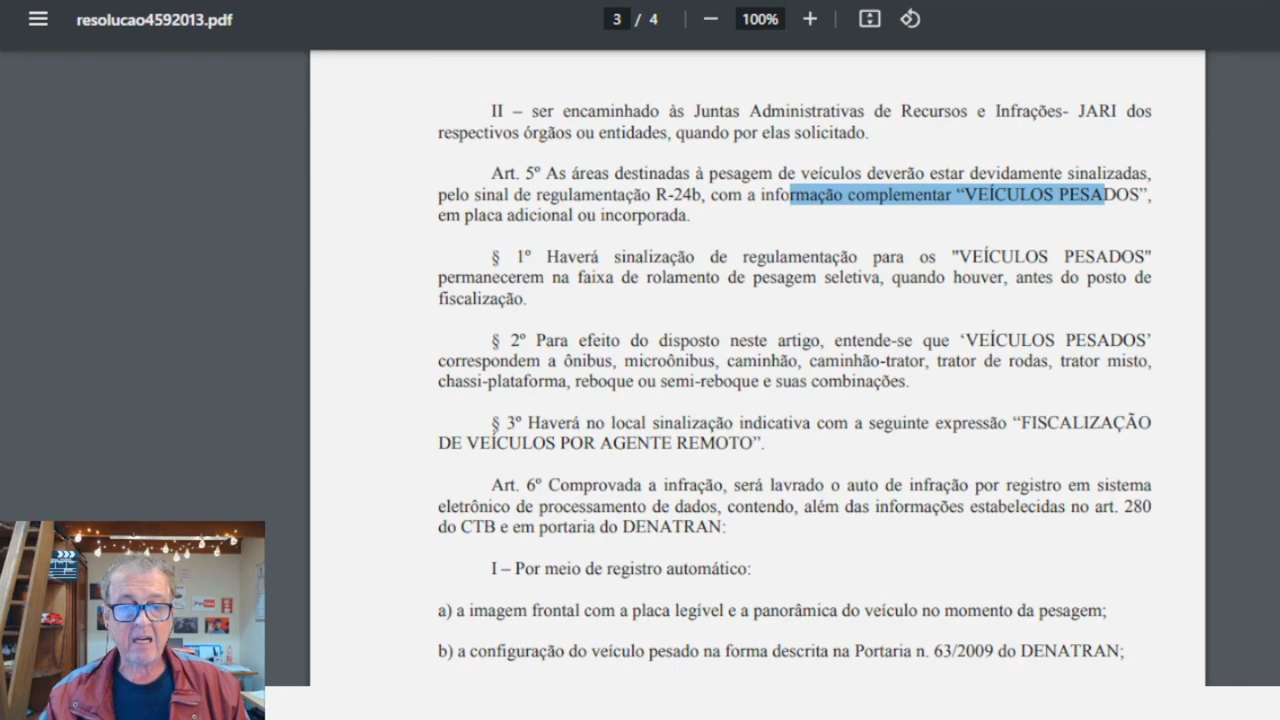 resolucao4592013.pdf
3 / 4
100%
II – ser encaminhado às Juntas Administrativas de Recursos e Infrações- JARI dos
respectivos órgãos ou entidades, quando por elas solicitado.
Art. 5º As áreas destinadas à pesagem de veículos deverão estar devidamente sinalizadas,
pelo sinal de regulamentação R-24b, com a informação complementar “VEÍCULOS PESADOS”,
em placa adicional ou incorporada.
§ 1º Haverá sinalização de regulamentação para os "VEÍCULOS PESADOS"
permanecerem na faixa de rolamento de pesagem seletiva, quando houver, antes do posto de
fiscalização.
§ 2º Para efeito do disposto neste artigo, entende-se que ‘VEÍCULOS PESADOS’
correspondem a ônibus, microônibus, caminhão, caminhão-trator, trator de rodas, trator misto,
chassi-plataforma, reboque ou semi-reboque e suas combinações.
§ 3º Haverá no local sinalização indicativa com a seguinte expressão “FISCALIZAÇÃO
DE VEÍCULOS POR AGENTE REMOTO”.
Art. 6º Comprovada a infração, será lavrado o auto de infração por registro em sistema
eletrônico de processamento de dados, contendo, além das informações estabelecidas no art. 280
do CTB e em portaria do DENATRAN:
I – Por meio de registro automático:
a) a imagem frontal com a placa legível e a panorâmica do veículo no momento da pesagem;
b) a configuração do veículo pesado na forma descrita na Portaria n. 63/2009 do DENATRAN;